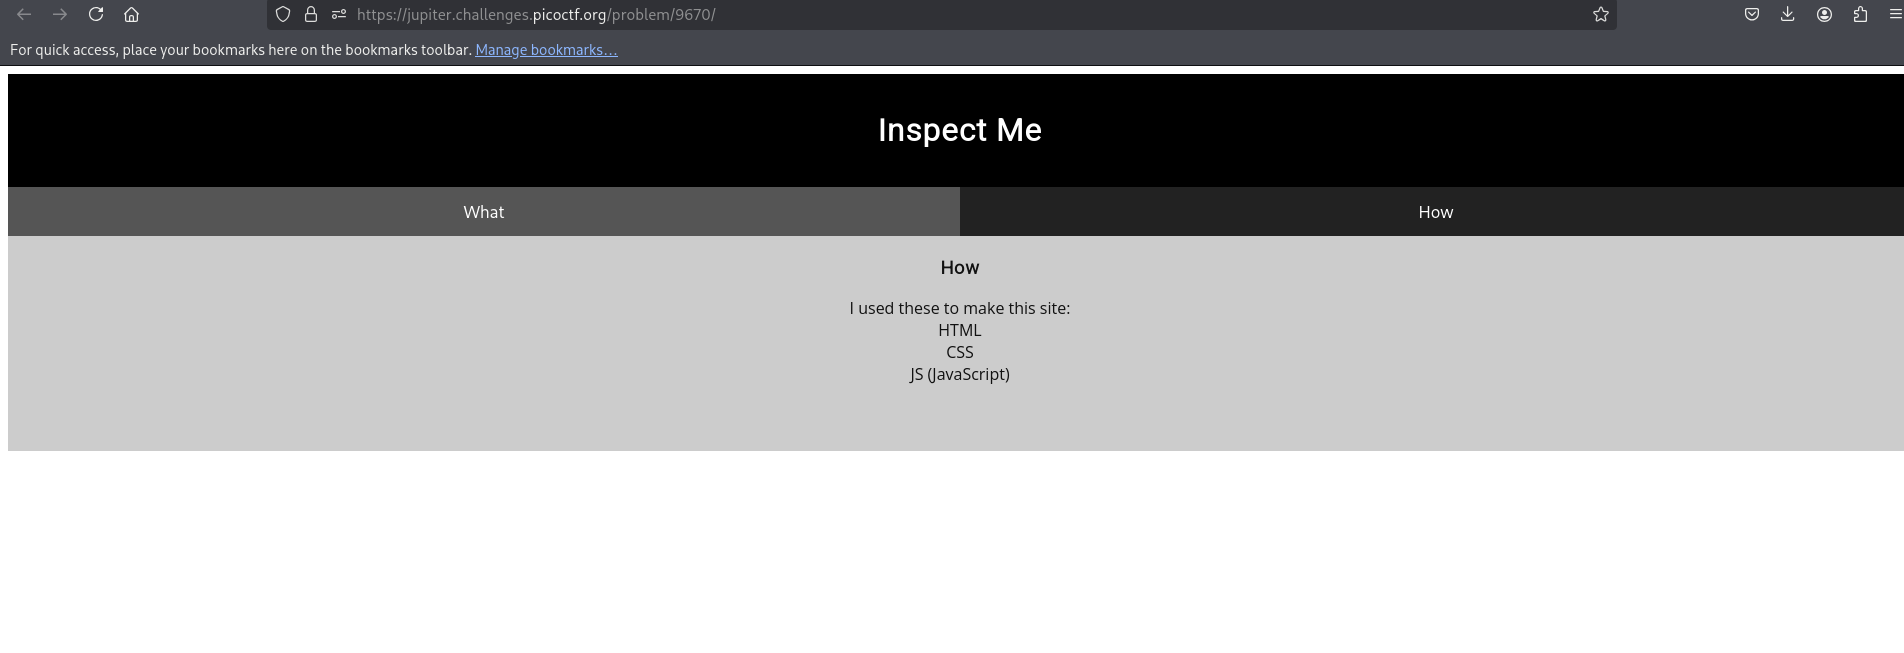 https://jupiter.challenges.picoctf.org/problem/9670/
For quick access, place your bookmarks here on the bookmarks toolbar. Manage bookmarks...
Inspect Me
What How
How
I used these to make this site:
HTML
CSS
JS (JavaScript)